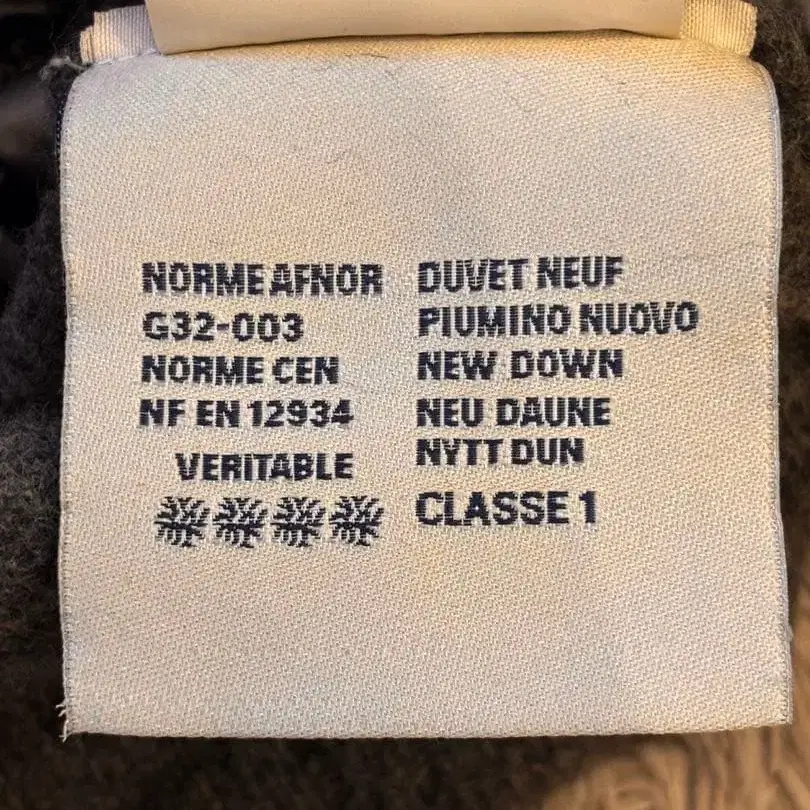 NORME AFNOR
G32-003
NORME CEN
NF EN 12934
VERITABLE
DUVET NEUF
PIUMINO NUOVO
NEW DOWN
NEU DAUNE
NYTT DUN
CLASSE 1